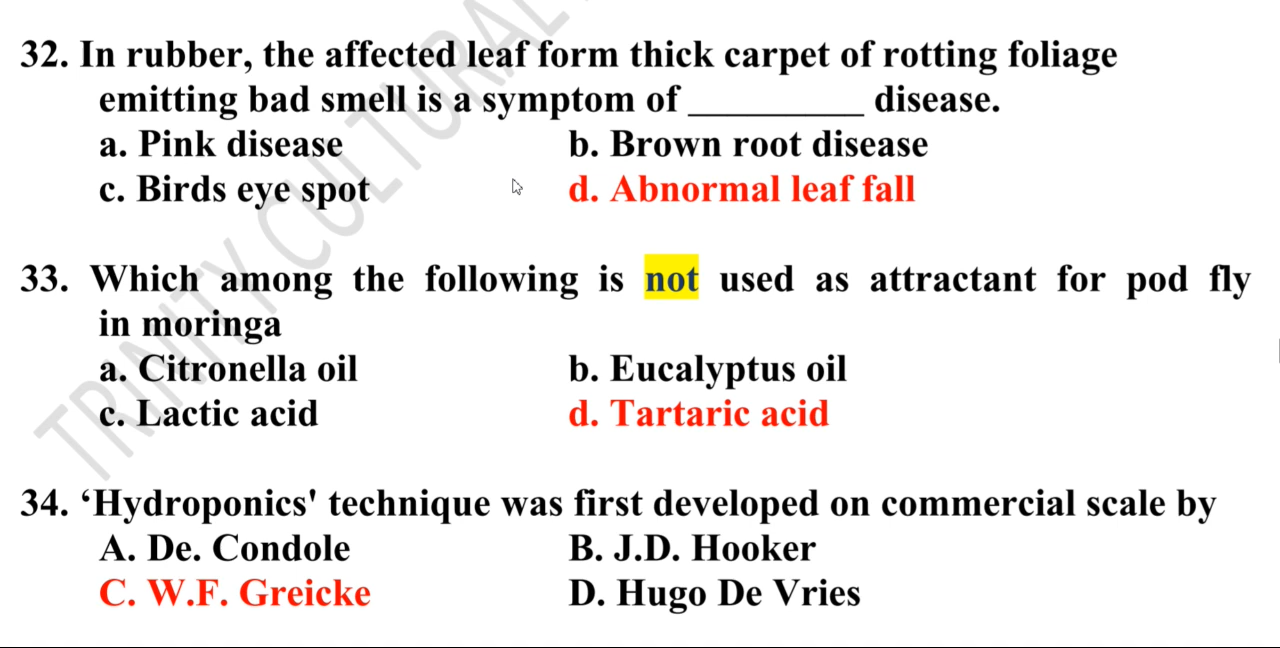 32. In rubber, the affected leaf form thick carpet of rotting foliage
emitting bad smell is a symptom of __________ disease.
a. Pink disease b. Brown root disease
c. Birds eye spot d. Abnormal leaf fall
33. Which among the following is not used as attractant for pod fly
in moringa
a. Citronella oil b. Eucalyptus oil
c. Lactic acid d. Tartaric acid
34. ‘Hydroponics' technique was first developed on commercial scale by
A. De. Condole B. J.D. Hooker
C. W.F. Greicke D. Hugo De Vries
TRINITY CULTURAL